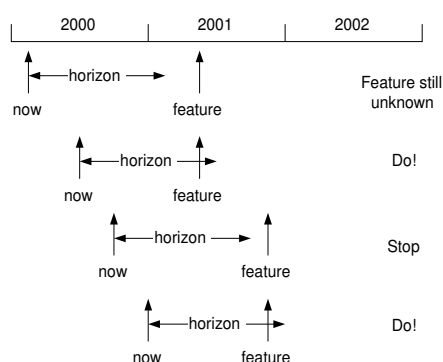 2000 2001 2002
horizon
now feature
Feature still
unknown
horizon
now feature
Do!
horizon
now feature
Stop
horizon
now feature
Do!